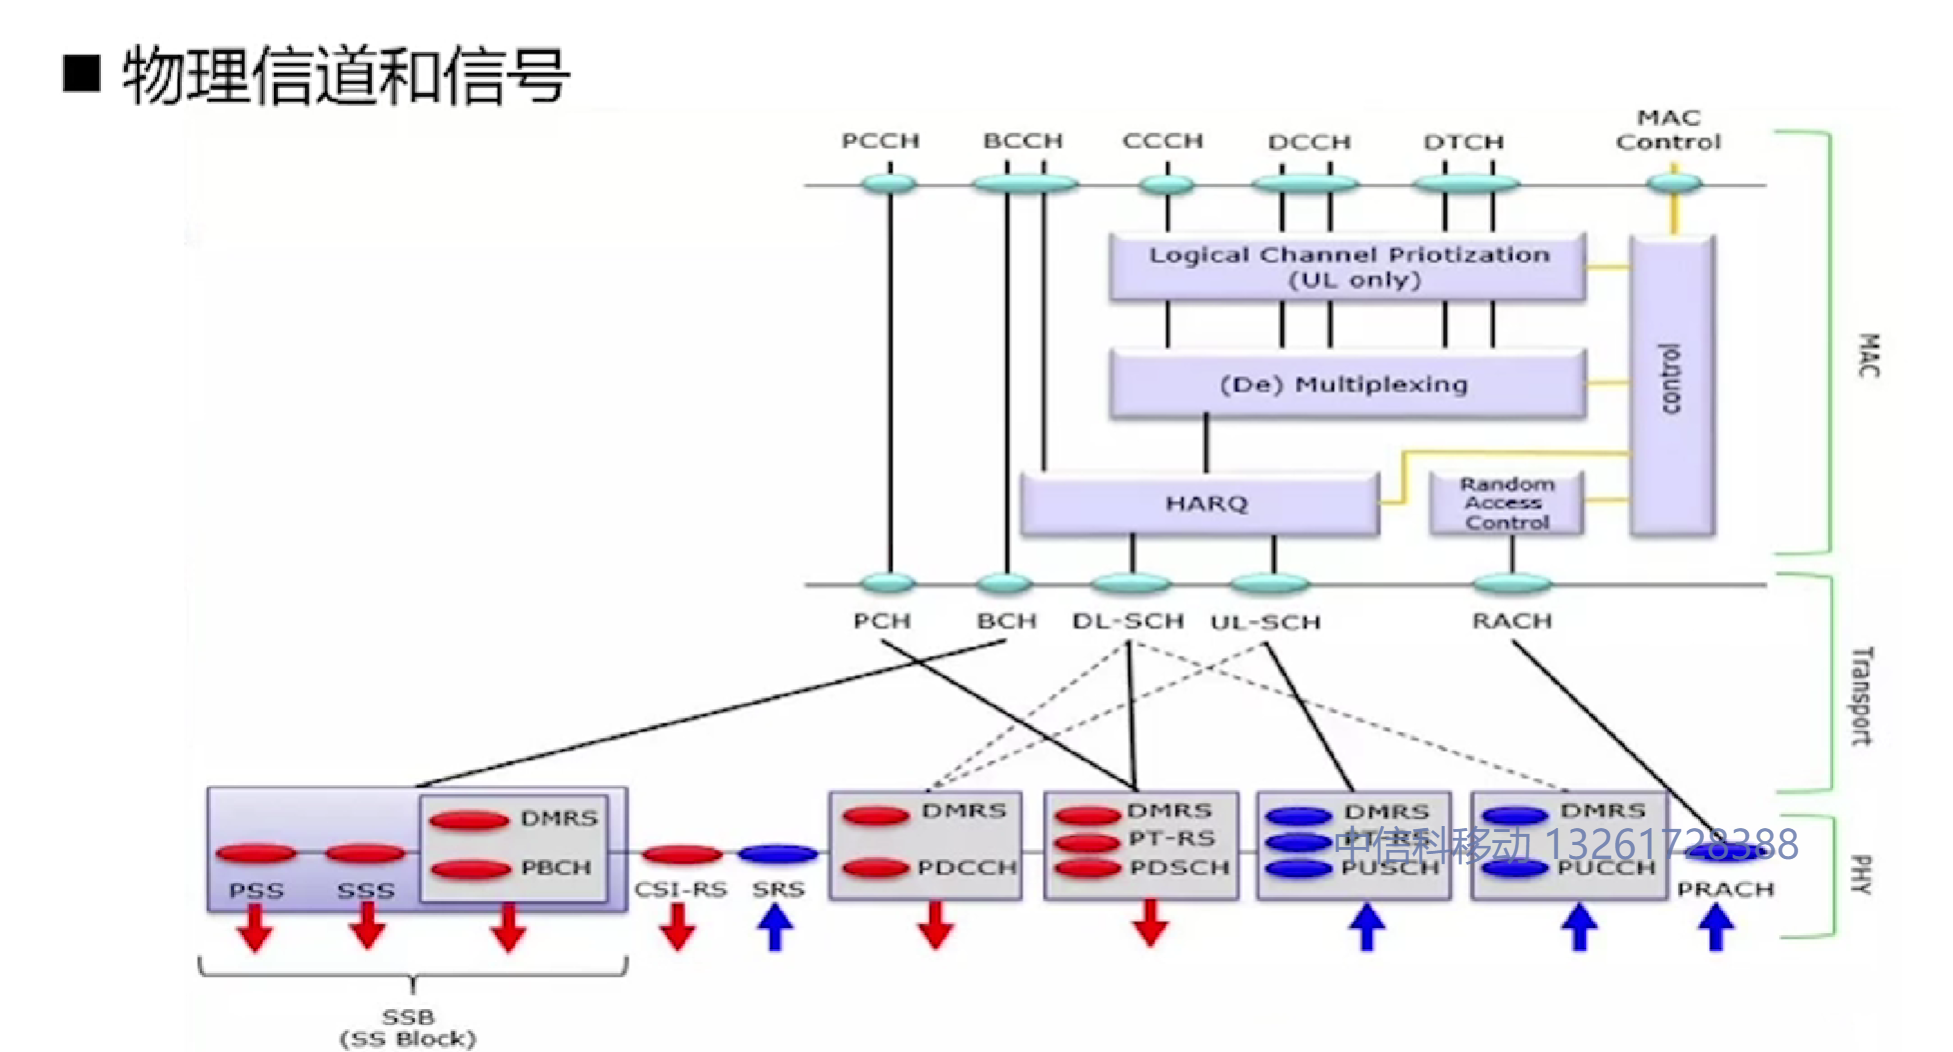 ■ 物理信道和信号
PCCH BCCH CCCH DCCH DTCH MAC Control
Logical Channel Priotization
(UL only)
(De) Multiplexing
control
MAC
HARQ
Random
Access
Control
PCH BCH DL-SCH UL-SCH RACH
Transport
DMRS DMRS DMRS DMRS DMRS
PT-RS PT-RS
中信科移动 13261728388
PBCH PDCCH PDSCH PUSCH PUCCH
PHY
PSS SSS CSI-RS SRS PRACH
SSB
(SS Block)